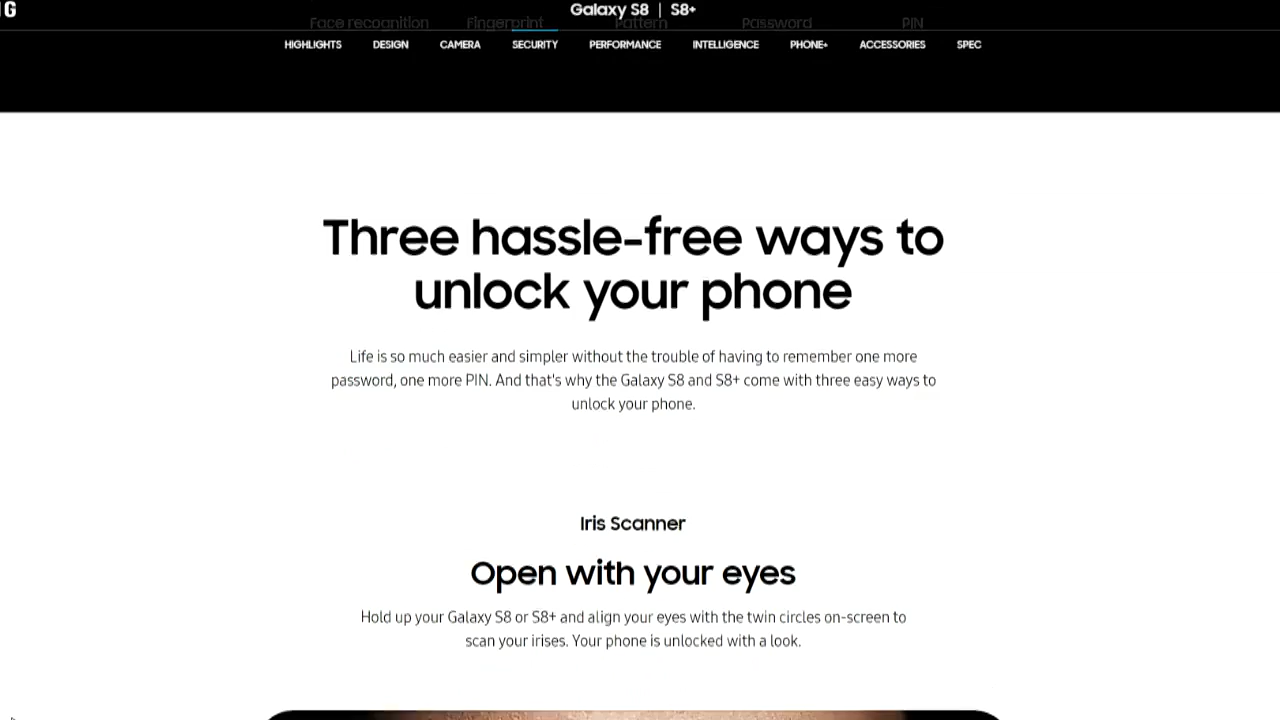 Galaxy S8 | S8+
Face recognition Fingerprint Pattern Password PIN
HIGHLIGHTS DESIGN CAMERA SECURITY PERFORMANCE INTELLIGENCE PHONE+ ACCESSORIES SPEC
Three hassle-free ways to
unlock your phone
Life is so much easier and simpler without the trouble of having to remember one more
password, one more PIN. And that's why the Galaxy S8 and S8+ come with three easy ways to
unlock your phone.
Iris Scanner
Open with your eyes
Hold up your Galaxy S8 or S8+ and align your eyes with the twin circles on-screen to
scan your irises. Your phone is unlocked with a look.